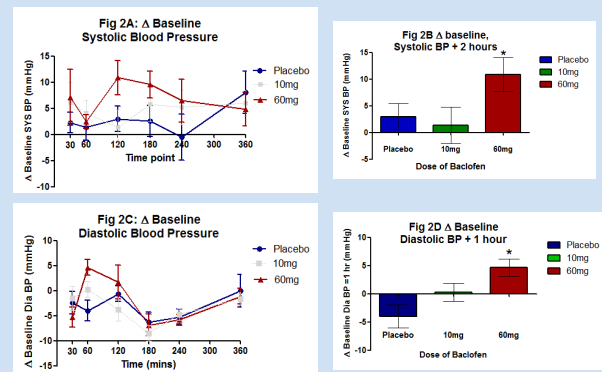 Fig 2A: Δ Baseline
Systolic Blood Pressure
Δ Baseline SYS BP (mmHg)
15
10
5
0
-5
-10
30 60 120 180 240 360
Time point
Placebo
10mg
60mg
Fig 2B Δ baseline,
Systolic BP + 2 hours
Δ Baseline SYS BP (mmHg)
15
10
5
0
-5
*
Placebo 10mg 60mg
Dose of Baclofen
Placebo
10mg
60mg
Fig 2C: Δ Baseline
Diastolic Blood Pressure
Δ Baseline Dia BP (mmHg)
10
5
0
-5
-10
-15
30 60 120 180 240 360
Time (mins)
Placebo
10mg
60mg
Fig 2D Δ Baseline
Diastolic BP + 1 hour
Δ Baseline DIa BP =1hr (mmHg)
10
5
0
-5
-10
*
Placebo 10mg 60mg
Dose of Baclofen
Placebo
10mg
60mg